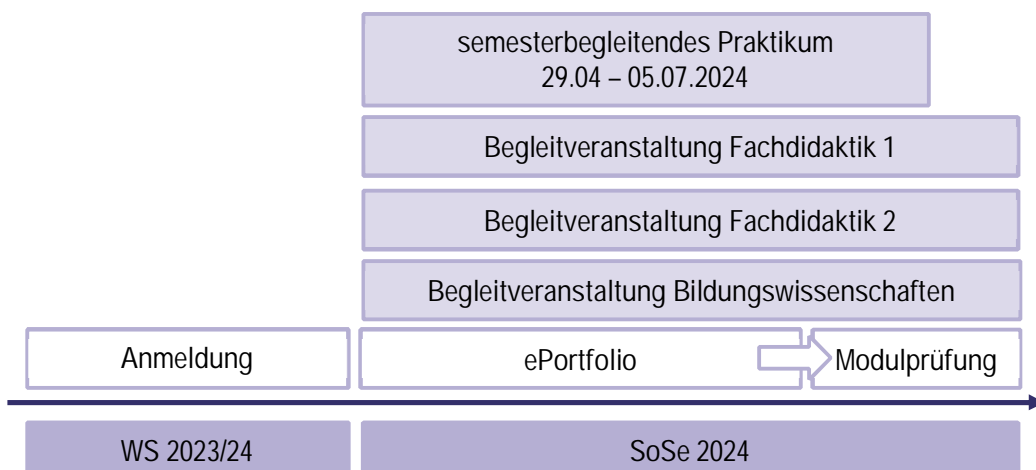 semesterbegleitendes Praktikum
29.04 – 05.07.2024
Begleitveranstaltung Fachdidaktik 1
Begleitveranstaltung Fachdidaktik 2
Begleitveranstaltung Bildungswissenschaften
Anmeldung
ePortfolio
Modulprüfung
WS 2023/24
SoSe 2024